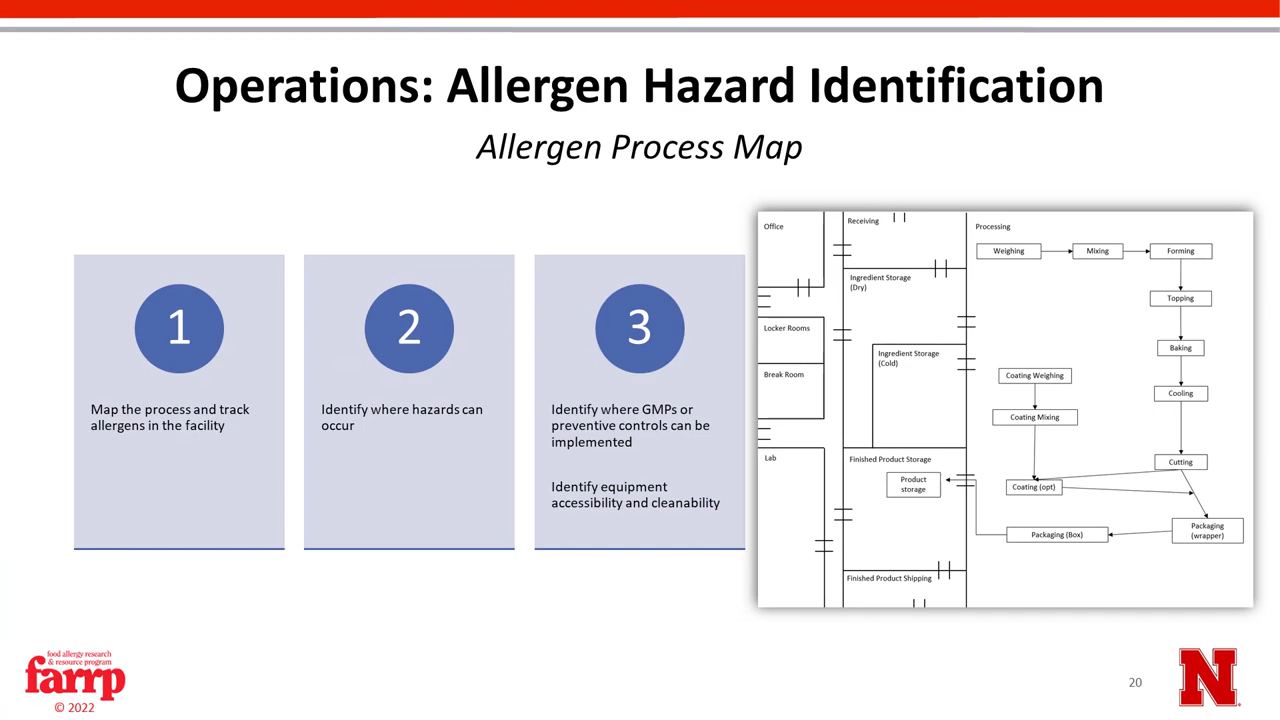 Operations: Allergen Hazard Identification
Allergen Process Map
1
Map the process and track
allergens in the facility
2
Identify where hazards can
occur
3
Identify where GMPs or
preventive controls can be
implemented
Identify equipment
accessibility and cleanability
Office
Receiving
Processing
Weighing
Mixing
Forming
Ingredient Storage
(Dry)
Topping
Locker Rooms
Baking
Ingredient Storage
(Cold)
Break Room
Coating Weighing
Cooling
Coating Mixing
Lab
Finished Product Storage
Cutting
Product
storage
Coating (opt)
Packaging
(wrapper)
Packaging (Box)
Finished Product Shipping
food allergy research
& resource program
farrp
© 2022
20
N